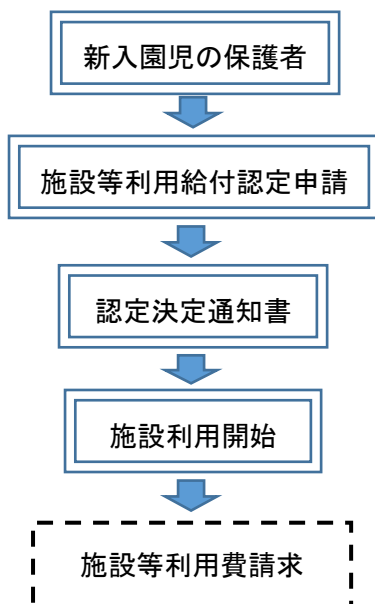 新入園児の保護者
施設等利用給付認定申請
認定決定通知書
施設利用開始
施設等利用費請求